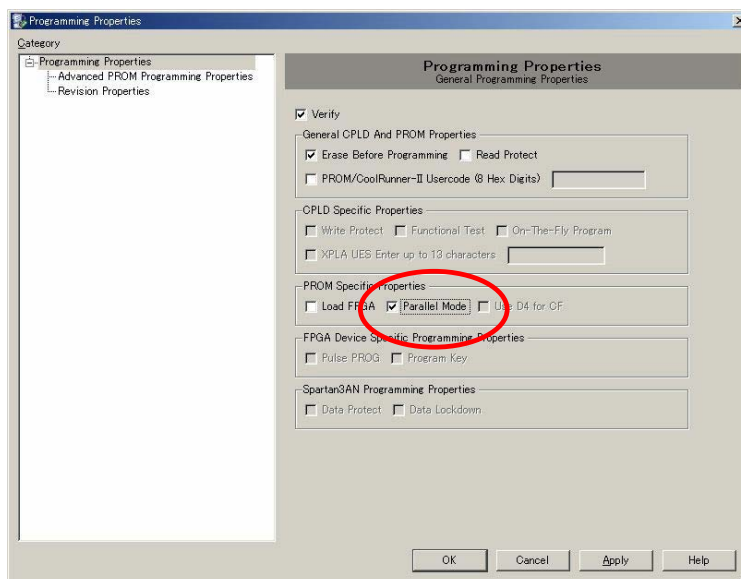 Programming Properties
Category
Programming Properties
Advanced PROM Programming Properties
Revision Properties
Programming Properties
General Programming Properties
Verify
General CPLD And PROM Properties
Erase Before Programming Read Protect
PROM/CoolRunner-II Usercode (8 Hex Digits)
CPLD Specific Properties
Write Protect Functional Test On-The-Fly Program
XPLA UES Enter up to 13 characters
PROM Specific Properties
Load FPGA Parallel Mode Use D4 for CF
FPGA Device Specific Programming Properties
Pulse PROG Program Key
Spartan3AN Programming Properties
Data Protect Data Lockdown
OK Cancel Apply Help